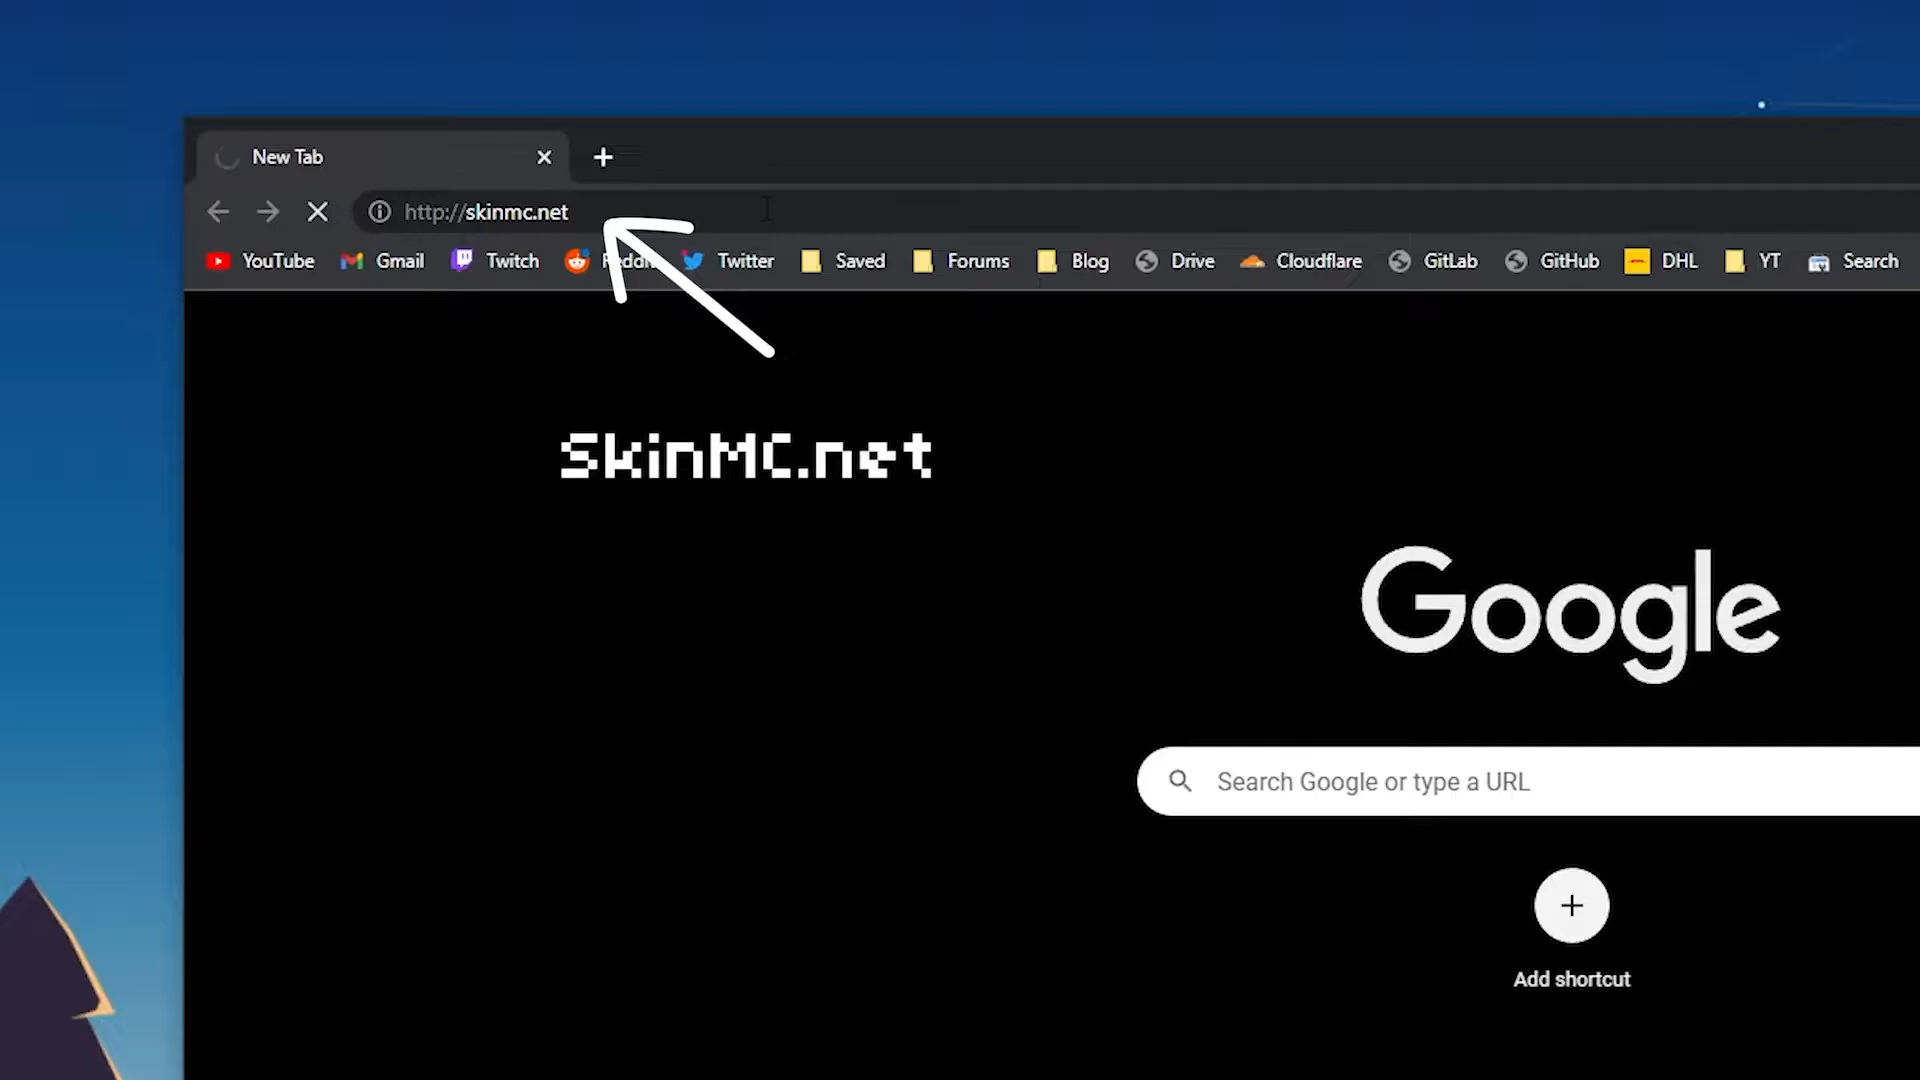 New Tab
http://skinmc.net
YouTube Gmail Twitch Reddit Twitter Saved Forums Blog Drive Cloudflare GitLab GitHub DHL YT Search
SkinMC.net
Google
Search Google or type a URL
Add shortcut